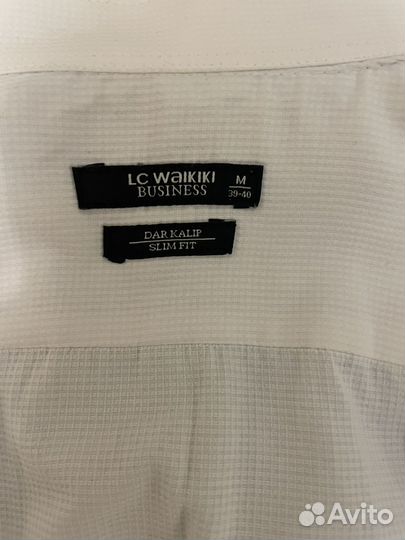 LC WAIKIKI
BUSINESS
M
39-40
DAR KALIP
SLIM FIT
Avito